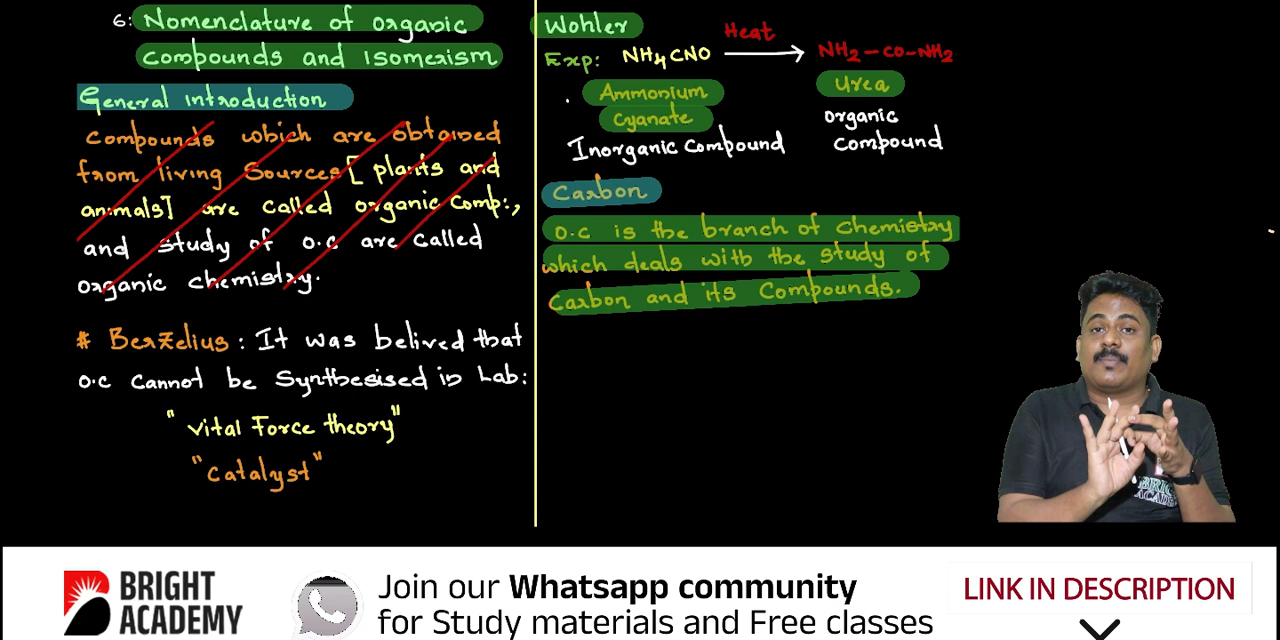 6: Nomenclature of organic
compounds and Isomerism
General introduction
Compounds which are obtained
from living Sources [ plants and
animals] are called organic Comp:,
and study of O.C are called
organic chemistry.
# Berzelius : It was belived that
O.C Cannot be Synthesised in Lab:
"Vital Force theory"
"Catalyst"
Wohler
Exp: NH4CNO Heat NH2-CO-NH2
Ammonium
Cyanate
Inorganic Compound
Urea
organic
Compound
Carbon
O.C is the branch of Chemistry
which deals with the study of
Carbon and its Compounds.
BRIGHT
ACADEMY
Join our Whatsapp community
for Study materials and Free classes
LINK IN DESCRIPTION